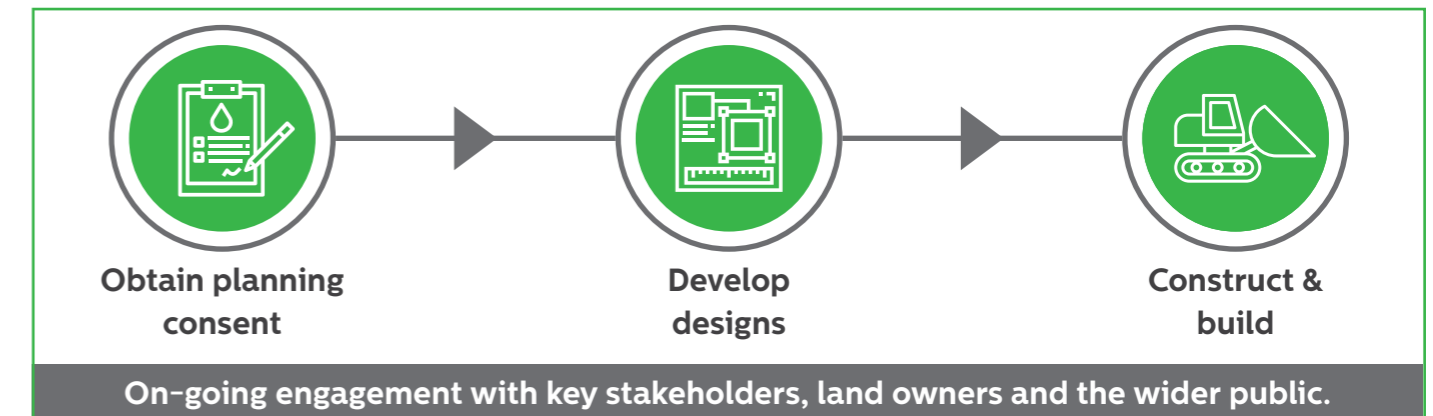 Obtain planning
consent
Develop
designs
Construct &
build
On-going engagement with key stakeholders, land owners and the wider public.